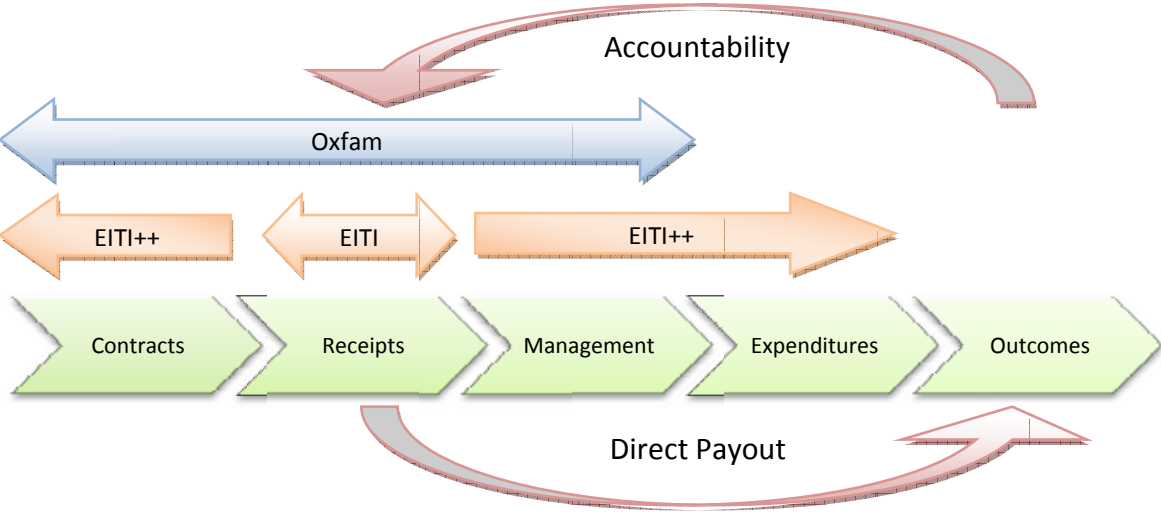 Accountability
Oxfam
EITI++
EITI
EITI++
Contracts
Receipts
Management
Expenditures
Outcomes
Direct Payout